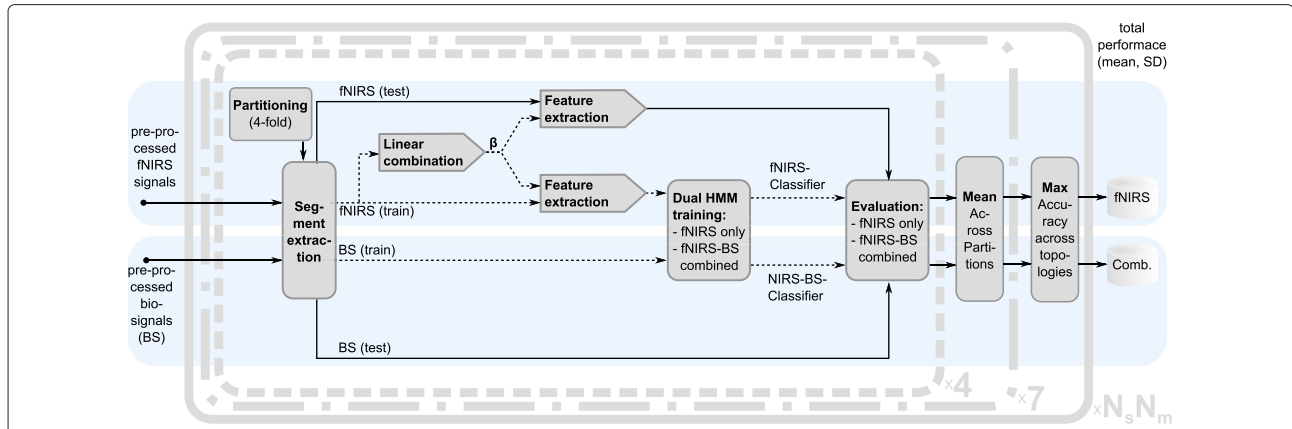 total
performace
(mean, SD)
Partitioning
(4-fold)
fNIRS (test)
Feature
extraction
pre-pro-
cessed
fNIRS
signals
Linear
combination
β
Seg-
ment
extrac-
tion
fNIRS (train)
Feature
extraction
Dual HMM
training:
- fNIRS only
- fNIRS-BS
combined
fNIRS-
Classifier
Evaluation:
- fNIRS only
- fNIRS-BS
combined
Mean
Ac-
ross
Parti-
tions
Max
Accu-
racy
across
topo-
logies
fNIRS
Comb.
BS (train)
NIRS-BS-
Classifier
pre-pro-
cessed
bio-
signals
(BS)
BS (test)
x4
x7
xNsNm